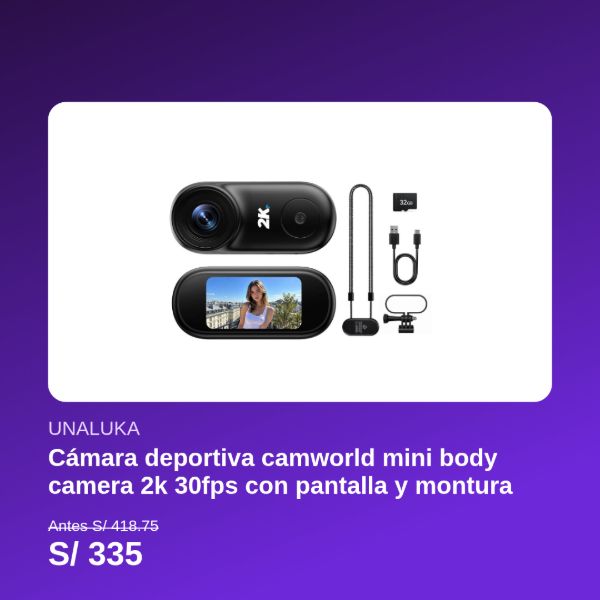 2K
32GB
UNALUKA
Cámara deportiva camworld mini body
camera 2k 30fps con pantalla y montura
Antes S/ 418.75
S/ 335